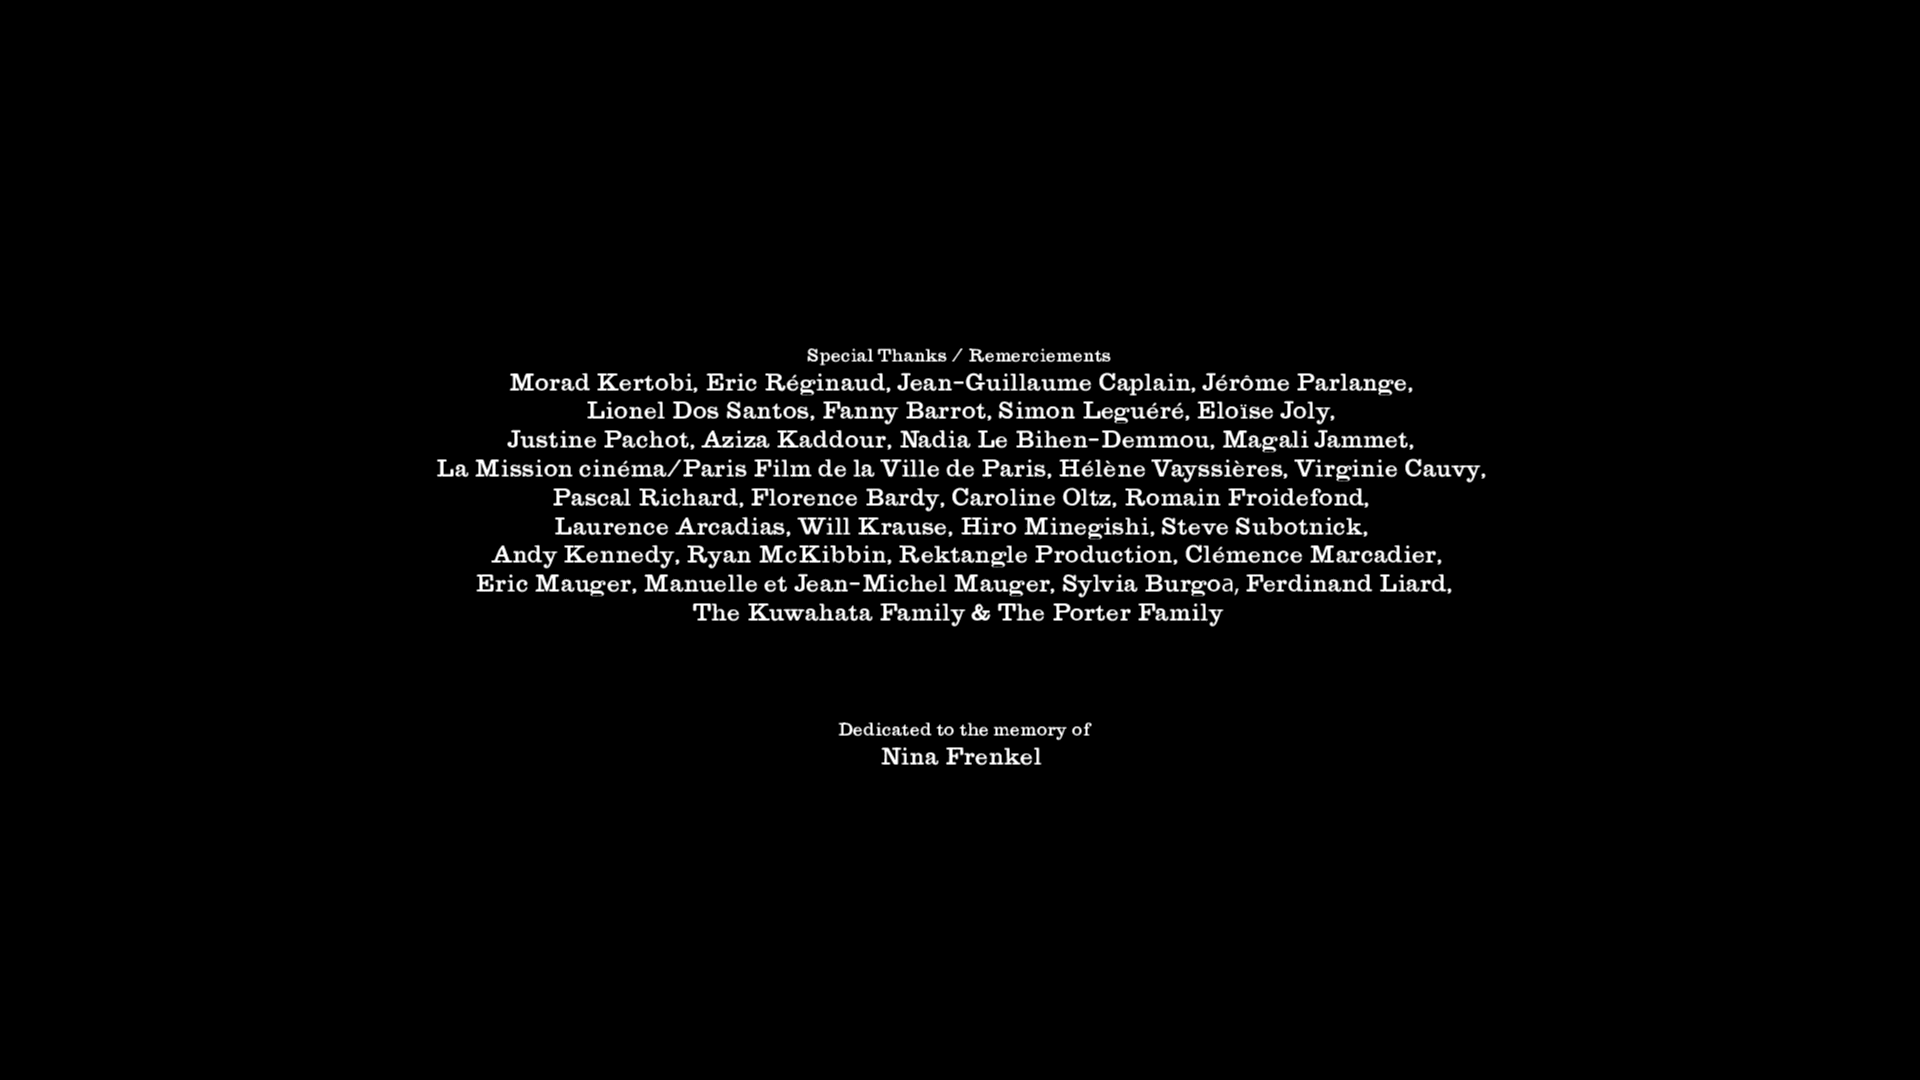 Special Thanks / Remerciements
Morad Kertobi, Eric Réginaud, Jean-Guillaume Caplain, Jérôme Parlange,
Lionel Dos Santos, Fanny Barrot, Simon Leguéré, Eloïse Joly,
Justine Pachot, Aziza Kaddour, Nadia Le Bihen-Demmou, Magali Jammet,
La Mission cinéma/Paris Film de la Ville de Paris, Hélène Vayssières, Virginie Cauvy,
Pascal Richard, Florence Bardy, Caroline Oltz, Romain Froidefond,
Laurence Arcadias, Will Krause, Hiro Minegishi, Steve Subotnick,
Andy Kennedy, Ryan McKibbin, Rektangle Production, Clémence Marcadier,
Eric Mauger, Manuelle et Jean-Michel Mauger, Sylvia Burgoa, Ferdinand Liard,
The Kuwahata Family & The Porter Family
Dedicated to the memory of
Nina Frenkel